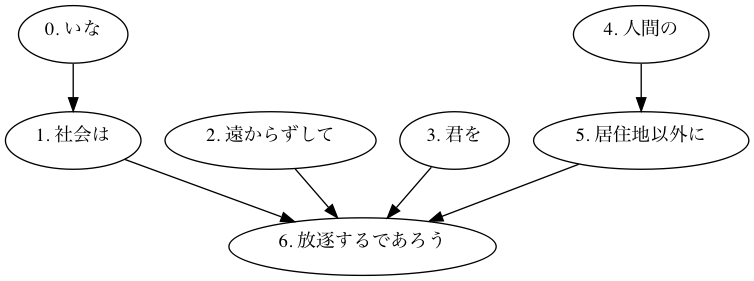 0. いな
4. 人間の
1. 社会は
2. 遠からずして
3. 君を
5. 居住地以外に
6. 放逐するであろう